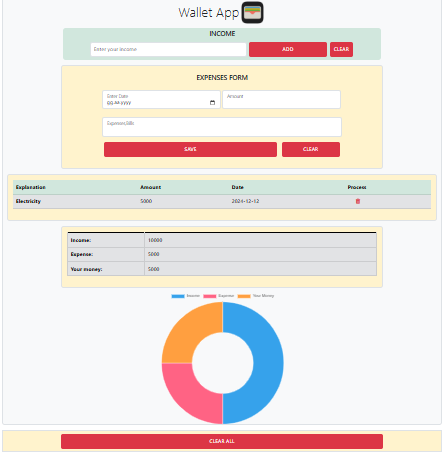 Wallet App
INCOME
Enter your income ADD CLEAR
EXPENSES FORM
Enter Date Amount
gg.aa.yyyy
Expenses,Bills
SAVE CLEAR
Explanation Amount Date Process
Electricity 5000 2024-12-12
Income: 10000
Expense: 5000
Your money: 5000
Income Expense Your Money
CLEAR ALL